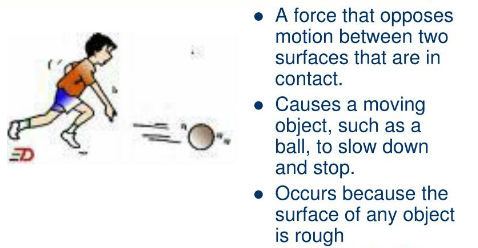 ● A force that opposes
motion between two
surfaces that are in
contact.
● Causes a moving
object, such as a
ball, to slow down
and stop.
● Occurs because the
surface of any object
is rough
ED